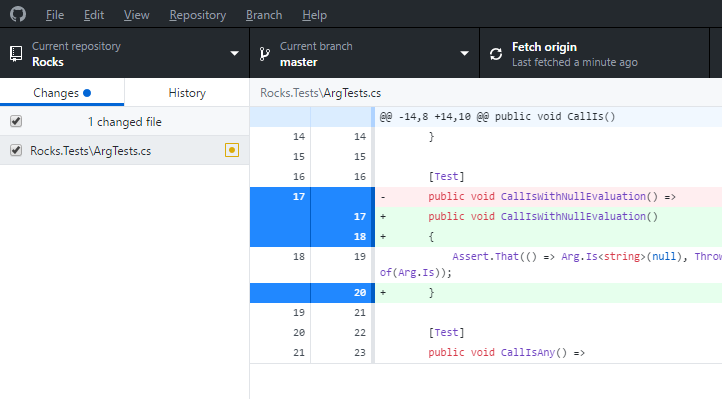 File Edit View Repository Branch Help
Current repository
Rocks
Current branch
master
Fetch origin
Last fetched a minute ago
Changes History
Rocks.Tests\ArgTests.cs
1 changed file
@@ -14,8 +14,10 @@ public void CallIs()
14 14 }
Rocks.Tests\ArgTests.cs
15 15
16 16 [Test]
17 - public void CallIsWithNullEvaluation() =>
17 + public void CallIsWithNullEvaluation()
18 + {
18 19 Assert.That(() => Arg.Is<string>(null), Throw
of(Arg.Is));
20 + }
19 21
20 22 [Test]
21 23 public void CallIsAny() =>